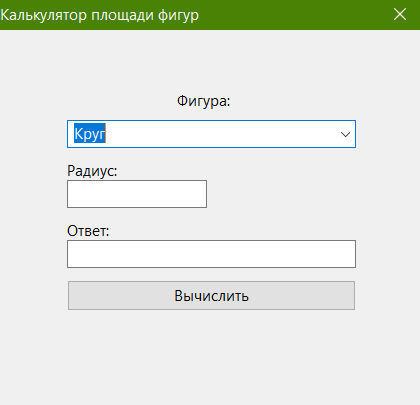 Калькулятор площади фигур
Фигура:
Круг
Радиус:
Ответ:
Вычислить